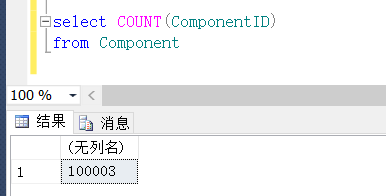 select COUNT(ComponentID)
from Component
100 %
结果 消息
(无列名)
1 100003